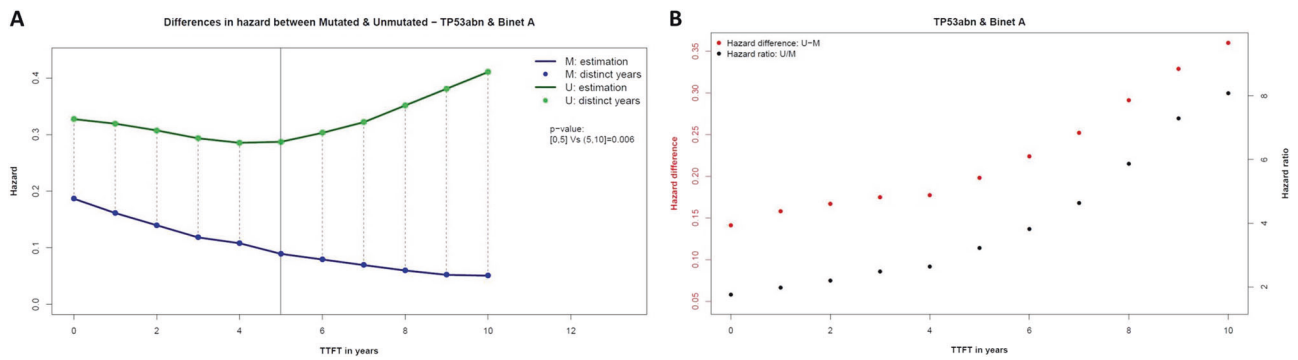 A
Differences in hazard between Mutated & Unmutated − TP53abn & Binet A
M: estimation
M: distinct years
U: estimation
U: distinct years
p−value:
[0,5] Vs (5,10]=0.006
Hazard
0.4
0.3
0.2
0.1
0.0
0 2 4 6 8 10 12
TTFT in years
B
TP53abn & Binet A
Hazard difference: U−M
Hazard ratio: U/M
Hazard difference
0.35
0.30
0.25
0.20
0.15
0.10
0.05
8
6
4
2
Hazard ratio
0 2 4 6 8 10
TTFT in years